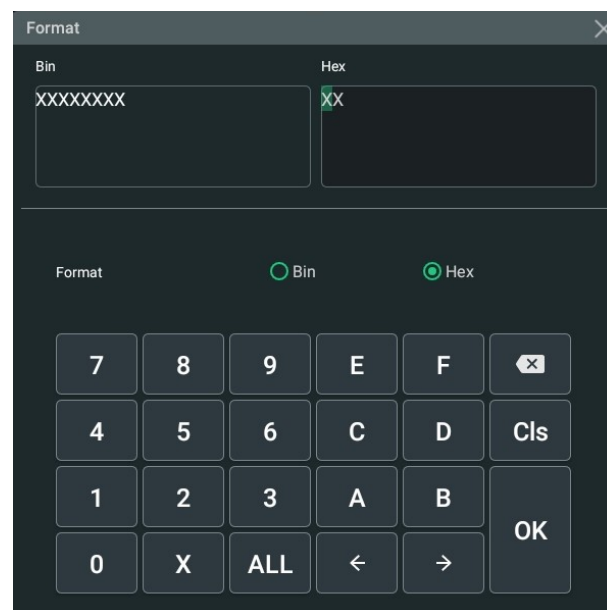 Format
Bin Hex
XXXXXXXX XX
Format Bin Hex
7 8 9 E F
4 5 6 C D Cls
1 2 3 A B
OK
0 X ALL ← →